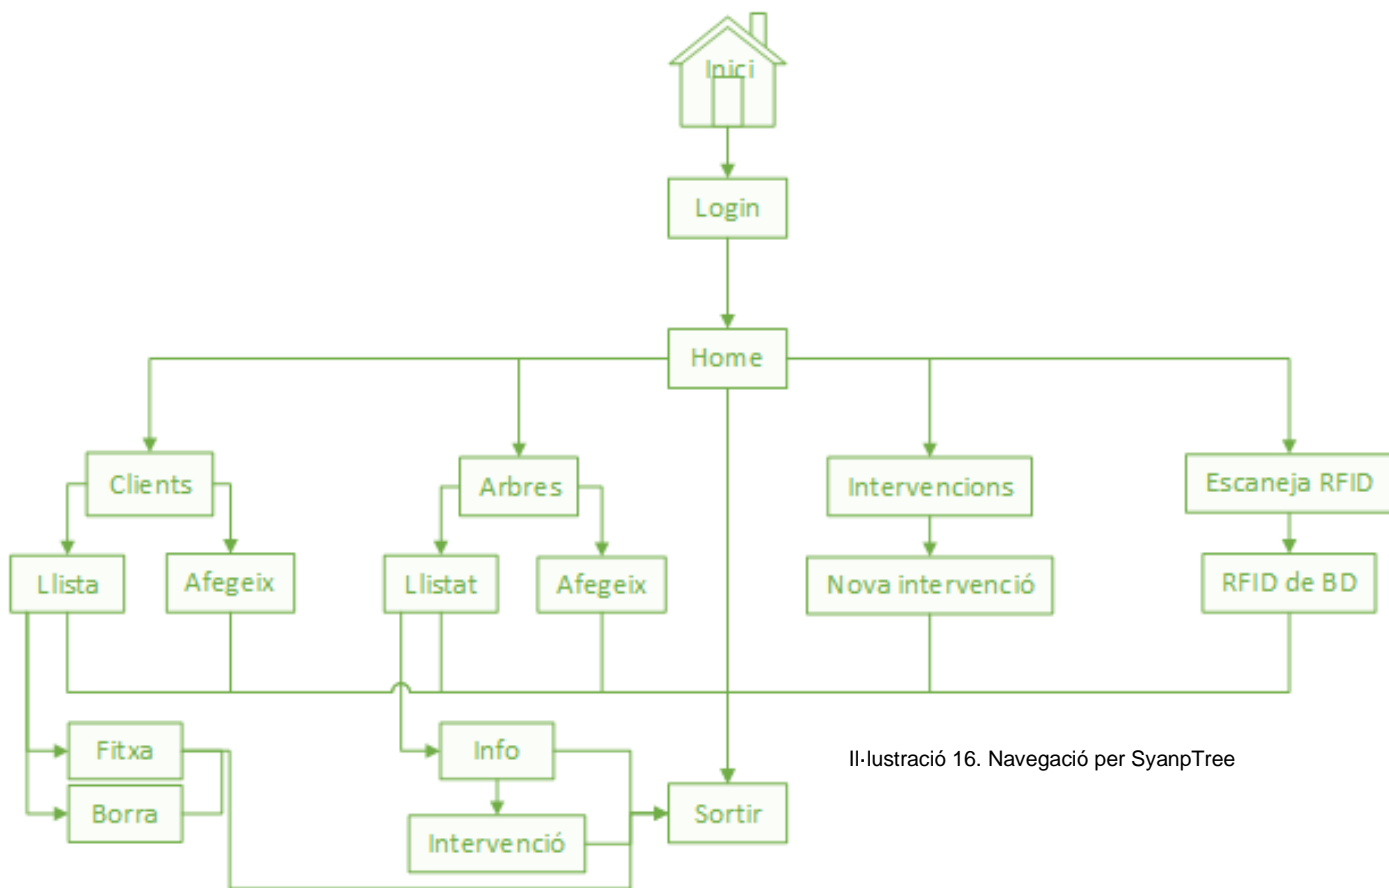 Inici
Login
Home
Clients
Arbres
Intervencions
Escaneja RFID
Llista
Afegeix
Llistat
Afegeix
Nova intervenció
RFID de BD
Fitxa
Info
Il·lustració 16. Navegació per SyanpTree
Borra
Sortir
Intervenció